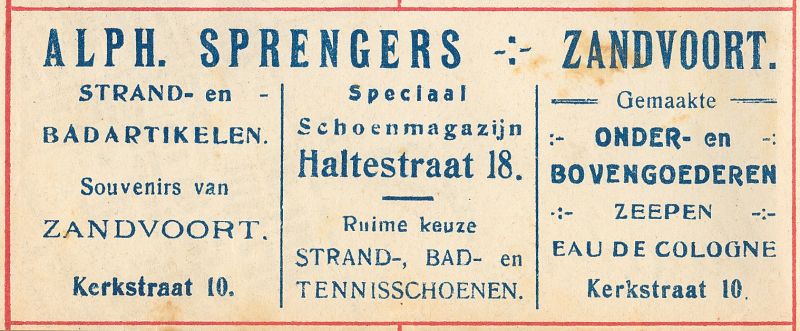 ALPH. SPRENGERS -:- ZANDVOORT.
STRAND- en -
BADARTIKELEN.
Souvenirs van
ZANDVOORT.
Kerkstraat 10.
Speciaal
Schoenmagazijn
Haltestraat 18.
Ruime keuze
STRAND-, BAD- en
TENNISSCHOENEN.
Gemaakte
:- ONDER- en -:
BOVENGOEDEREN
-:- ZEEPEN -:-
EAU DE COLOGNE
Kerkstraat 10.